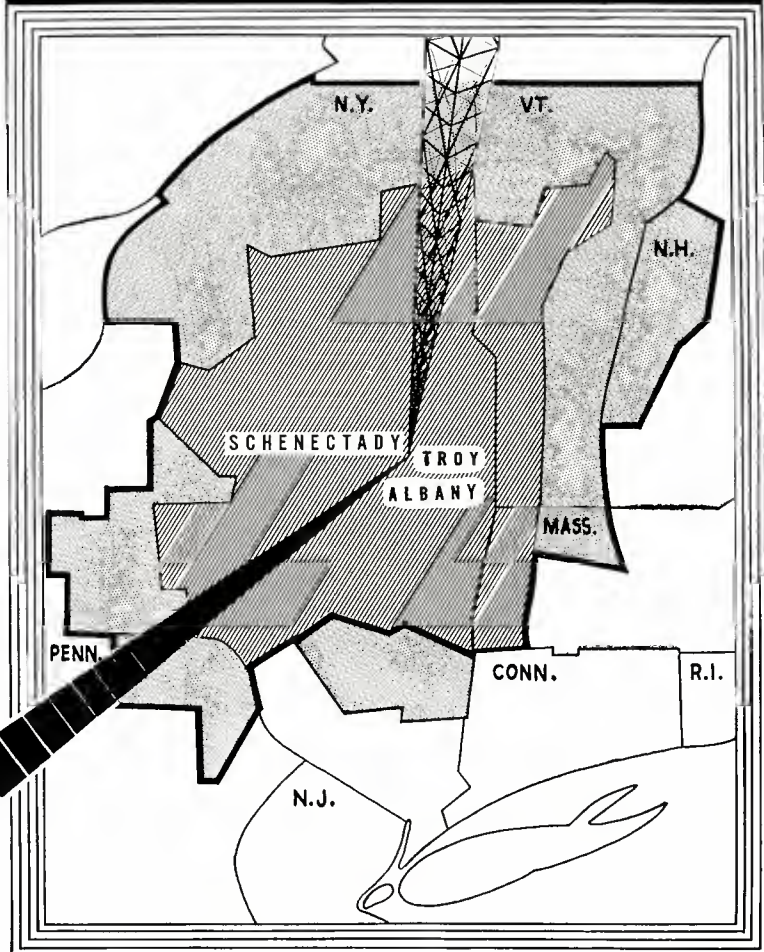 N.Y.
VT.
N.H.
SCHENECTADY
TROY
ALBANY
MASS.
PENN.
CONN.
R.I.
N.J.